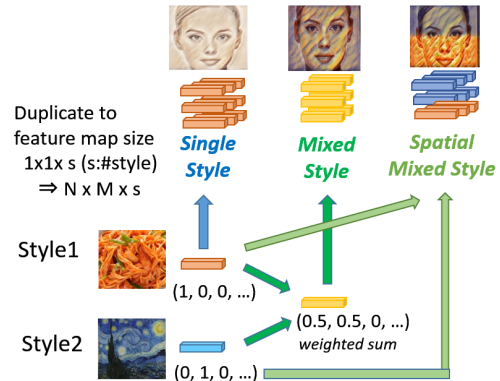 Duplicate to
feature map size
1x1x s (s:#style)
⇒ N x M x s
Single
Style
Mixed
Style
Spatial
Mixed Style
Style1
(1, 0, 0, …)
(0.5, 0.5, 0, …)
weighted sum
Style2
(0, 1, 0, …)